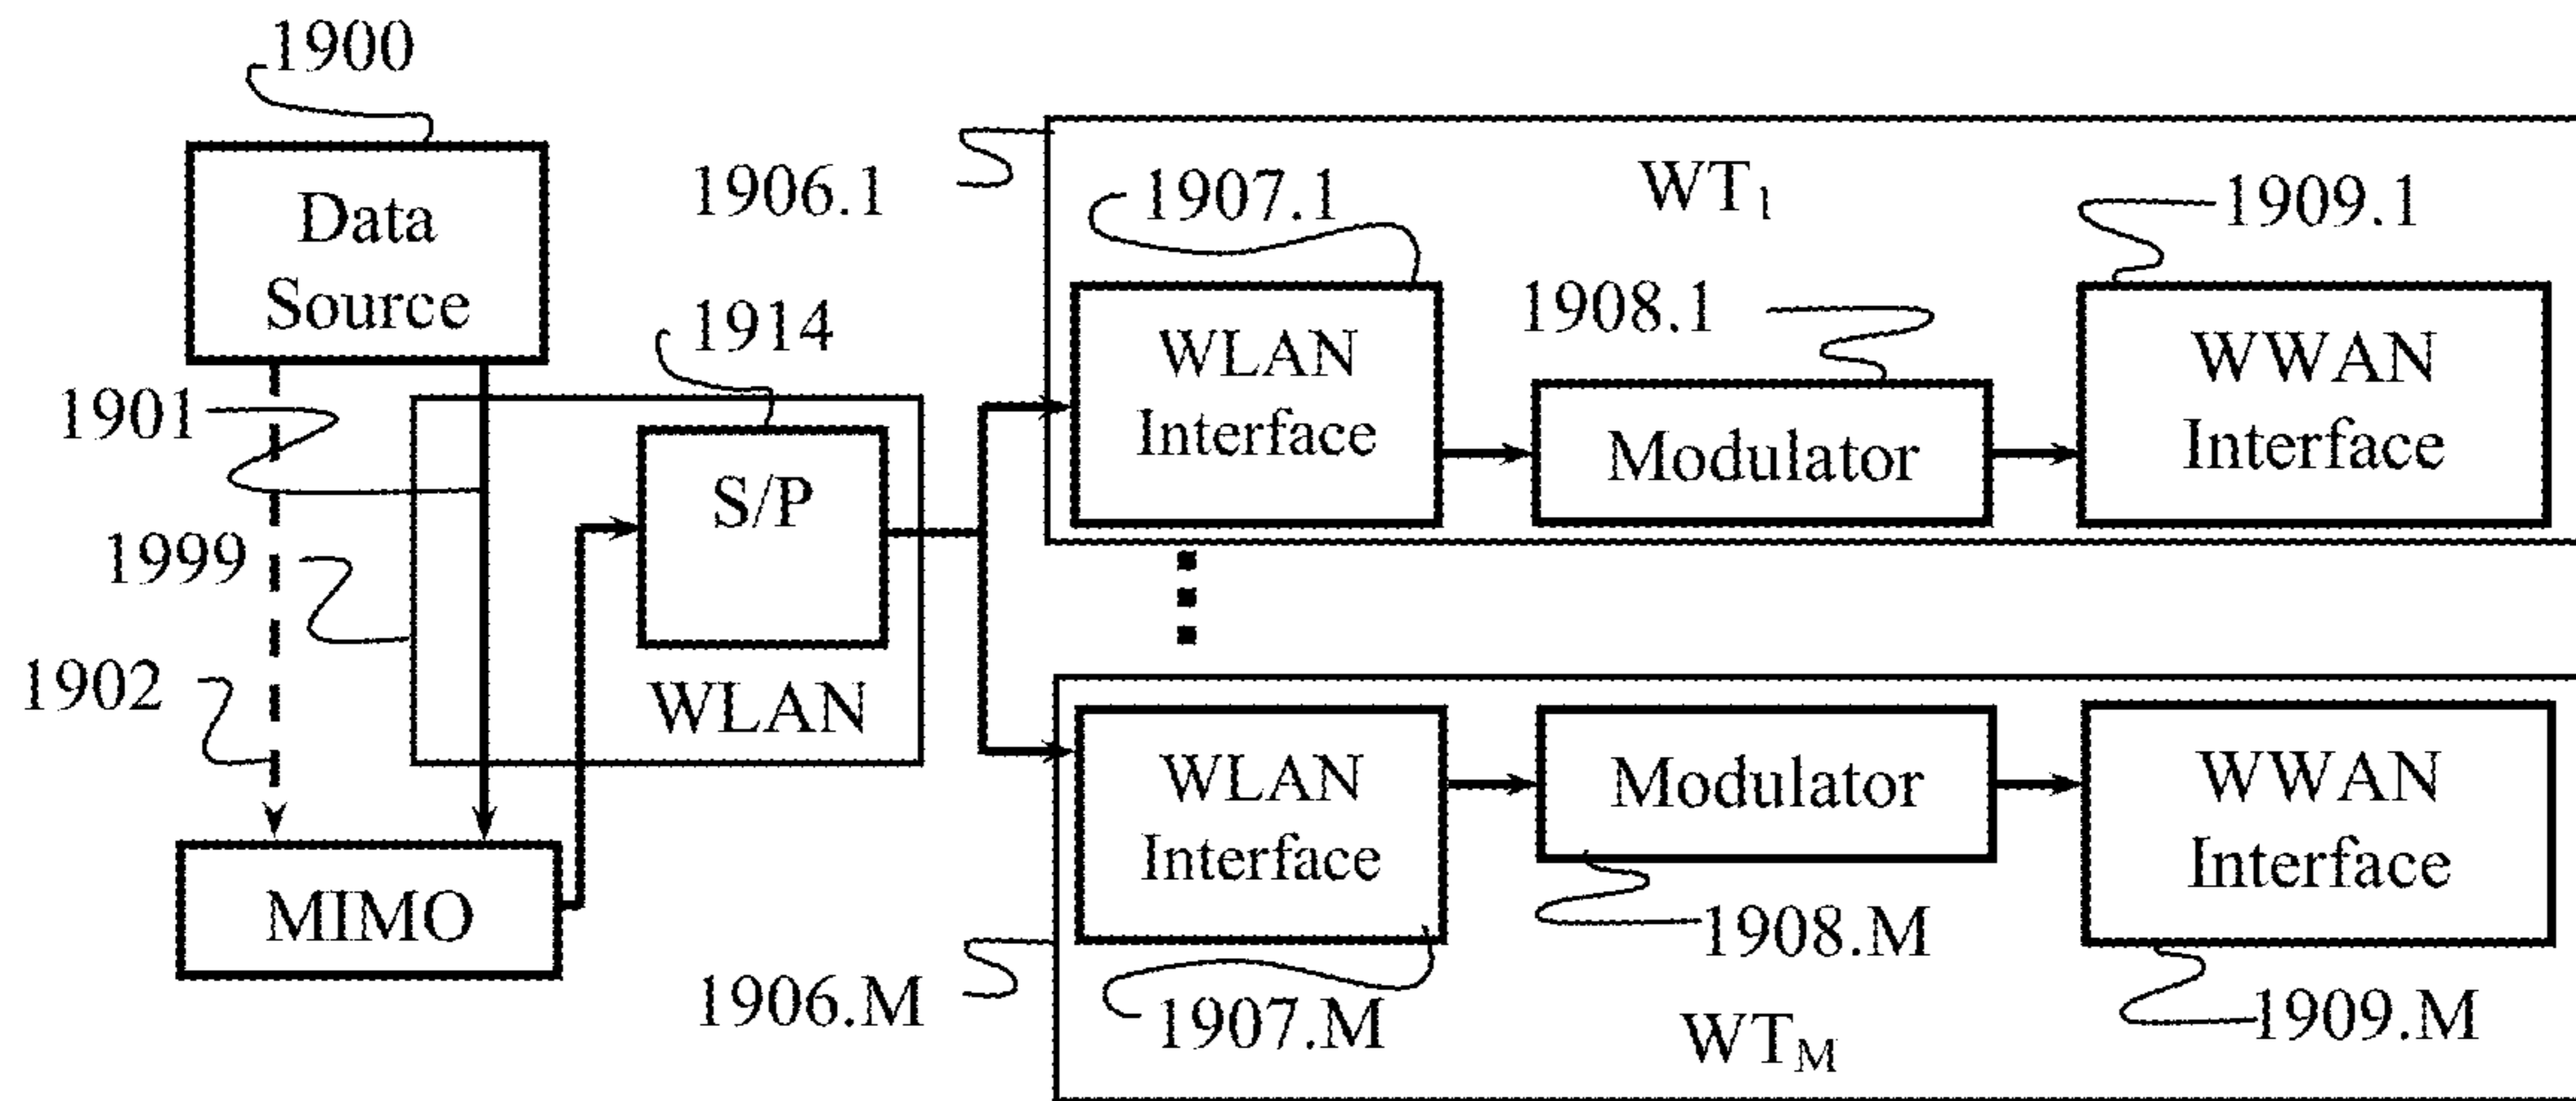 1900
Data
Source
1901
1999
1902
MIMO
1914
S/P
WLAN
1906.1
WT₁
1907.1
WLAN
Interface
1908.1
Modulator
1909.1
WWAN
Interface
1906.M
WLAN
Interface
1907.M
Modulator
1908.M
WWAN
Interface
1909.M
WT_M